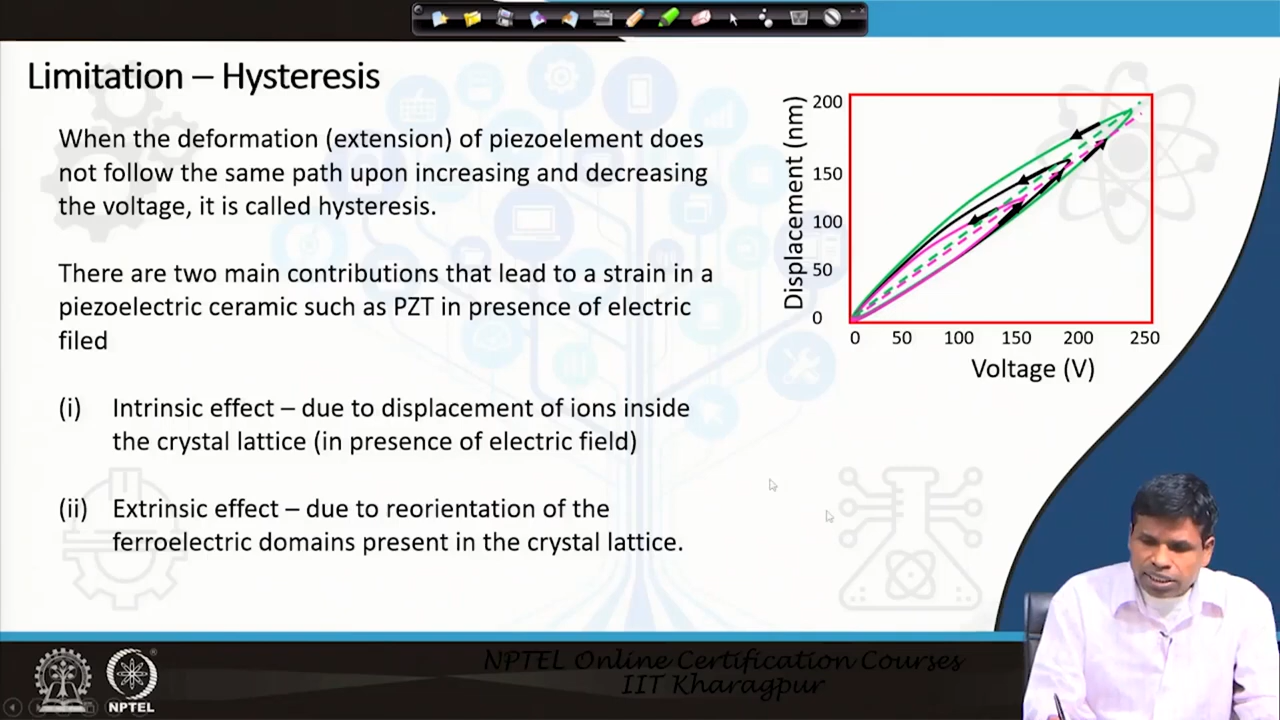 Limitation – Hysteresis
When the deformation (extension) of piezoelement does
not follow the same path upon increasing and decreasing
the voltage, it is called hysteresis.
There are two main contributions that lead to a strain in a
piezoelectric ceramic such as PZT in presence of electric
filed
(i) Intrinsic effect – due to displacement of ions inside
the crystal lattice (in presence of electric field)
(ii) Extrinsic effect – due to reorientation of the
ferroelectric domains present in the crystal lattice.
Displacement (nm)
200
150
100
50
0
0 50 100 150 200 250
Voltage (V)
NPTEL Online Certification Courses
IIT Kharagpur
NPTEL